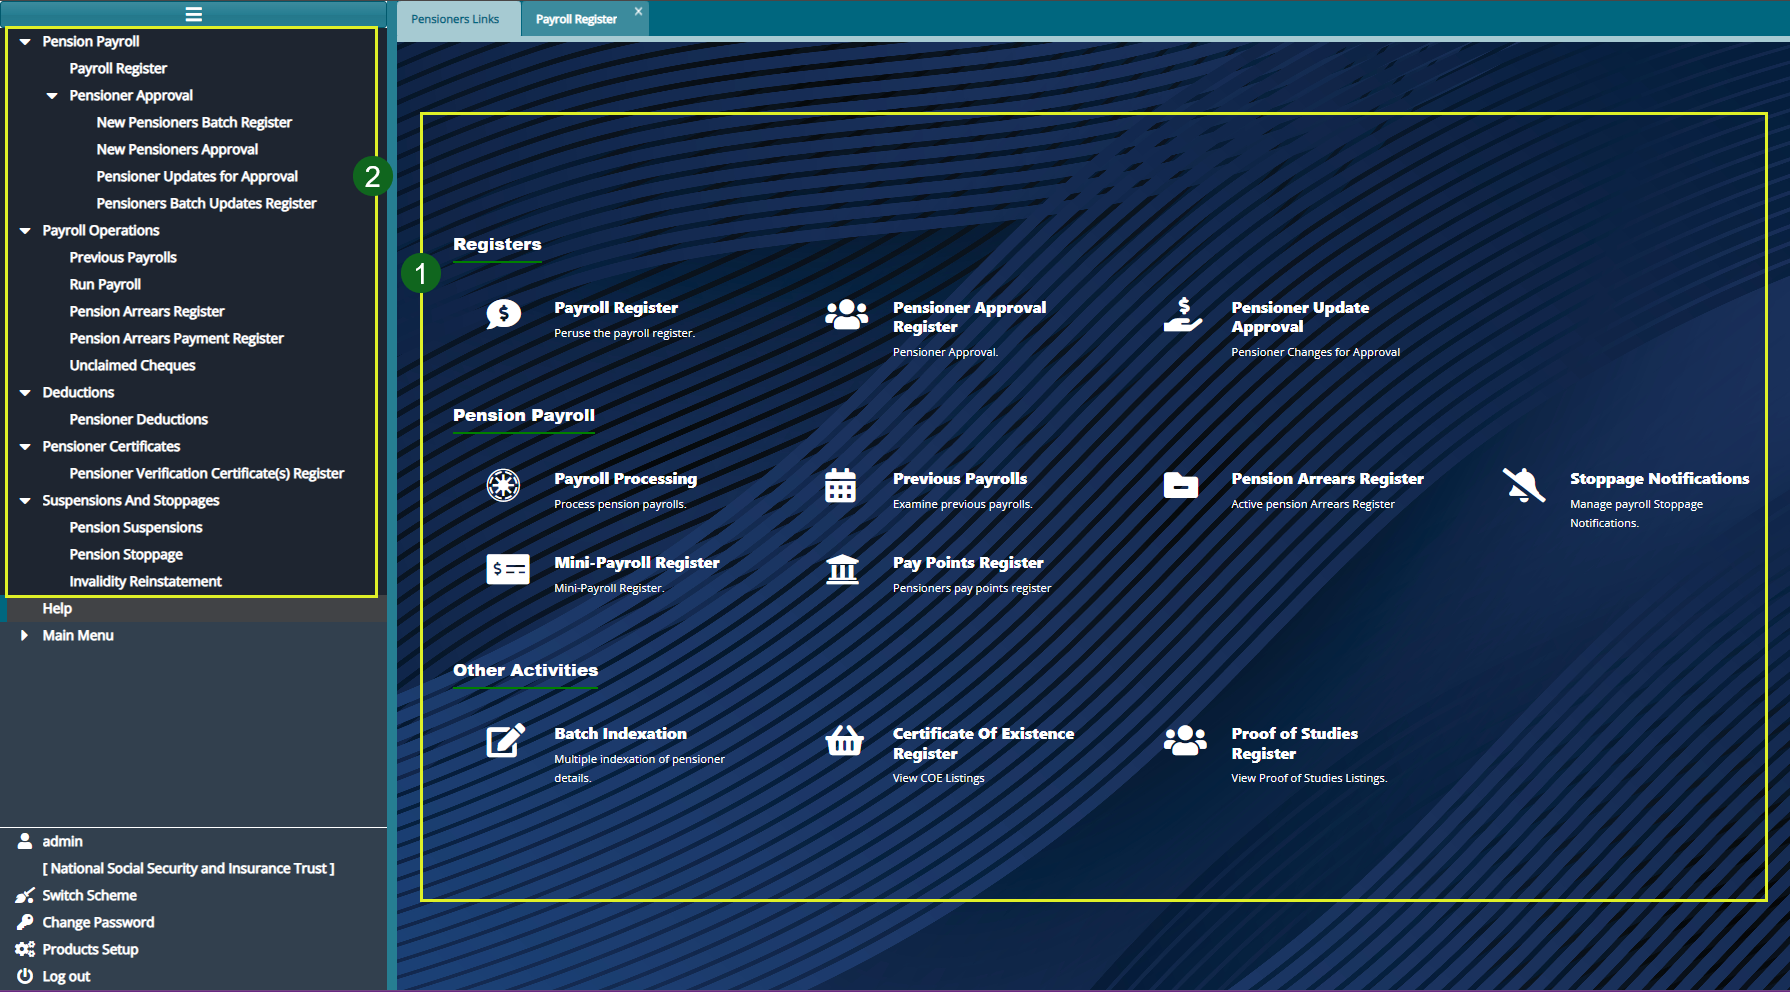 Pensioners Links
Payroll Register
×
Pension Payroll
Payroll Register
Pensioner Approval
New Pensioners Batch Register
New Pensioners Approval
Pensioner Updates for Approval
Pensioners Batch Updates Register
Payroll Operations
Previous Payrolls
Run Payroll
Pension Arrears Register
Pension Arrears Payment Register
Unclaimed Cheques
Deductions
Pensioner Deductions
Pensioner Certificates
Pensioner Verification Certificate(s) Register
Suspensions And Stoppages
Pension Suspensions
Pension Stoppage
Invalidity Reinstatement
Help
Main Menu
2
admin
[ National Social Security and Insurance Trust ]
Switch Scheme
Change Password
Products Setup
Log out
1
Registers
Payroll Register
Peruse the payroll register.
Pensioner Approval
Register
Pensioner Approval.
Pensioner Update
Approval
Pensioner Changes for Approval
Pension Payroll
Payroll Processing
Process pension payrolls.
Previous Payrolls
Examine previous payrolls.
Pension Arrears Register
Active pension Arrears Register
Stoppage Notifications
Manage payroll Stoppage
Notifications.
Mini-Payroll Register
Mini-Payroll Register.
Pay Points Register
Pensioners pay points register
Other Activities
Batch Indexation
Multiple indexation of pensioner
details.
Certificate Of Existence
Register
View COE Listings
Proof of Studies
Register
View Proof of Studies Listings.